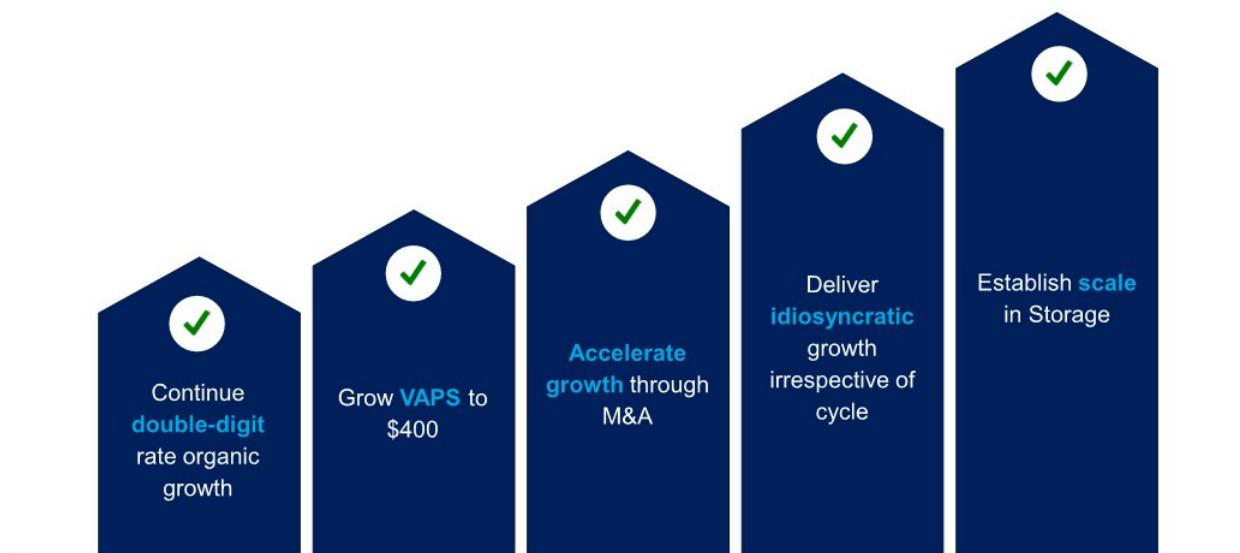 Continue
double-digit
rate organic
growth
Grow VAPS to
$400
Accelerate
growth through
M&A
Deliver
idiosyncratic
growth
irrespective of
cycle
Establish scale
in Storage